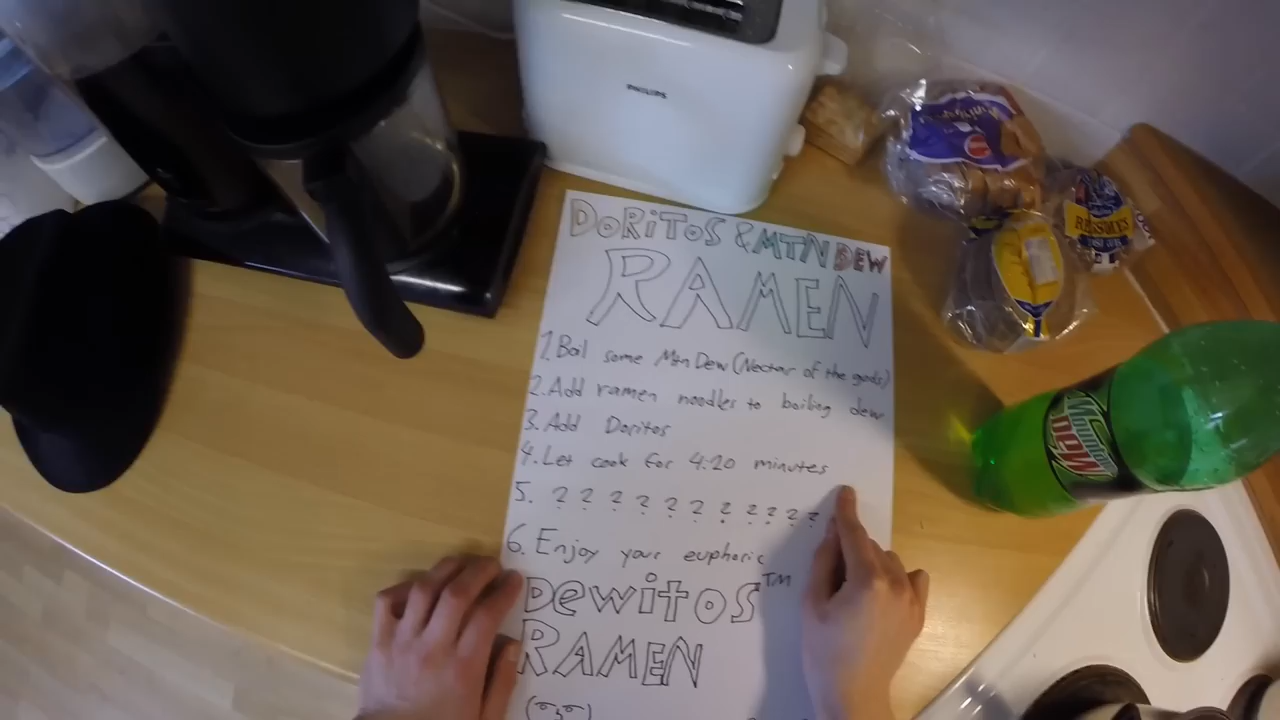 PHILIPS
DORiTOS & MTN DEW
RAMEN
1. Boil some Mtn Dew (Nectar of the gods)
2. Add ramen noodles to boiling dew
3. Add Doritos
4. Let cook for 4:20 minutes
5. ? ? ? ? ? ? ? ? ? ? ?
6. Enjoy your euphoric
Dewitos™
RAMEN
( ͡° ͜ʖ ͡°)
Mountain
DEW